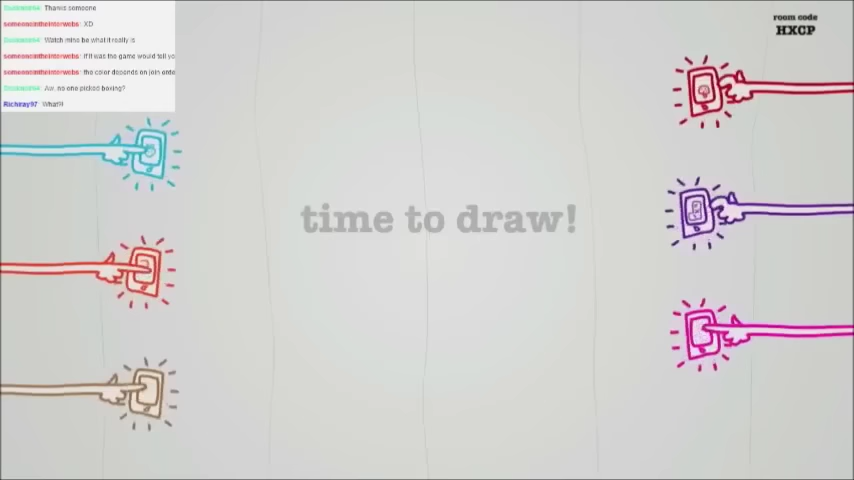 Thanks someone
someoneintheinterwebs: XD
Watch mine be what it really is
someoneintheinterwebs: If it was the game would tell yo
someoneintheinterwebs: the color depends on join orde
Aw, no one picked boxing?
Richiray97: What?!
room code
HXCP
time to draw!